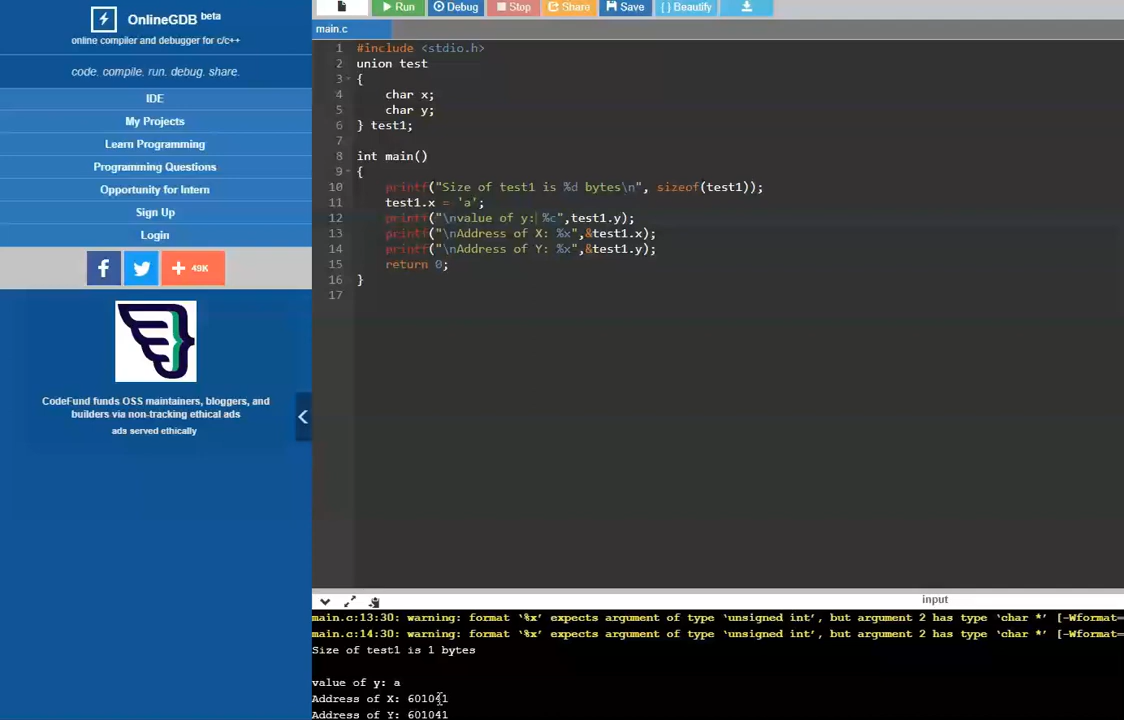 OnlineGDB beta
online compiler and debugger for c/c++
code. compile. run. debug. share.
IDE
My Projects
Learn Programming
Programming Questions
Opportunity for Intern
Sign Up
Login
49K
CodeFund funds OSS maintainers, bloggers, and
builders via non-tracking ethical ads
ads served ethically
Run Debug Stop Share Save { } Beautify
main.c
1 #include <stdio.h>
2 union test
3 {
4 char x;
5 char y;
6 } test1;
7
8 int main()
9 {
10 printf("Size of test1 is %d bytes\n", sizeof(test1));
11 test1.x = 'a';
12 printf("\nvalue of y: %c",test1.y);
13 printf("\nAddress of X: %x",&test1.x);
14 printf("\nAddress of Y: %x",&test1.y);
15 return 0;
16 }
17
input
main.c:13:30: warning: format ‘%x’ expects argument of type ‘unsigned int’, but argument 2 has type ‘char *’ [-Wformat=
main.c:14:30: warning: format ‘%x’ expects argument of type ‘unsigned int’, but argument 2 has type ‘char *’ [-Wformat=
Size of test1 is 1 bytes
value of y: a
Address of X: 601041
Address of Y: 601041